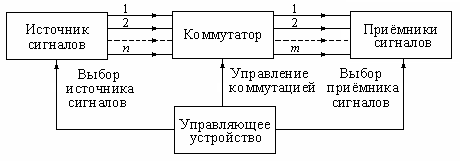 1
1
Источник
сигналов
2
Коммутатор
2
Приёмники
сигналов
n
m
Выбор
источника
сигналов
Управление
коммутацией
Выбор
приёмника
сигналов
Управляющее
устройство